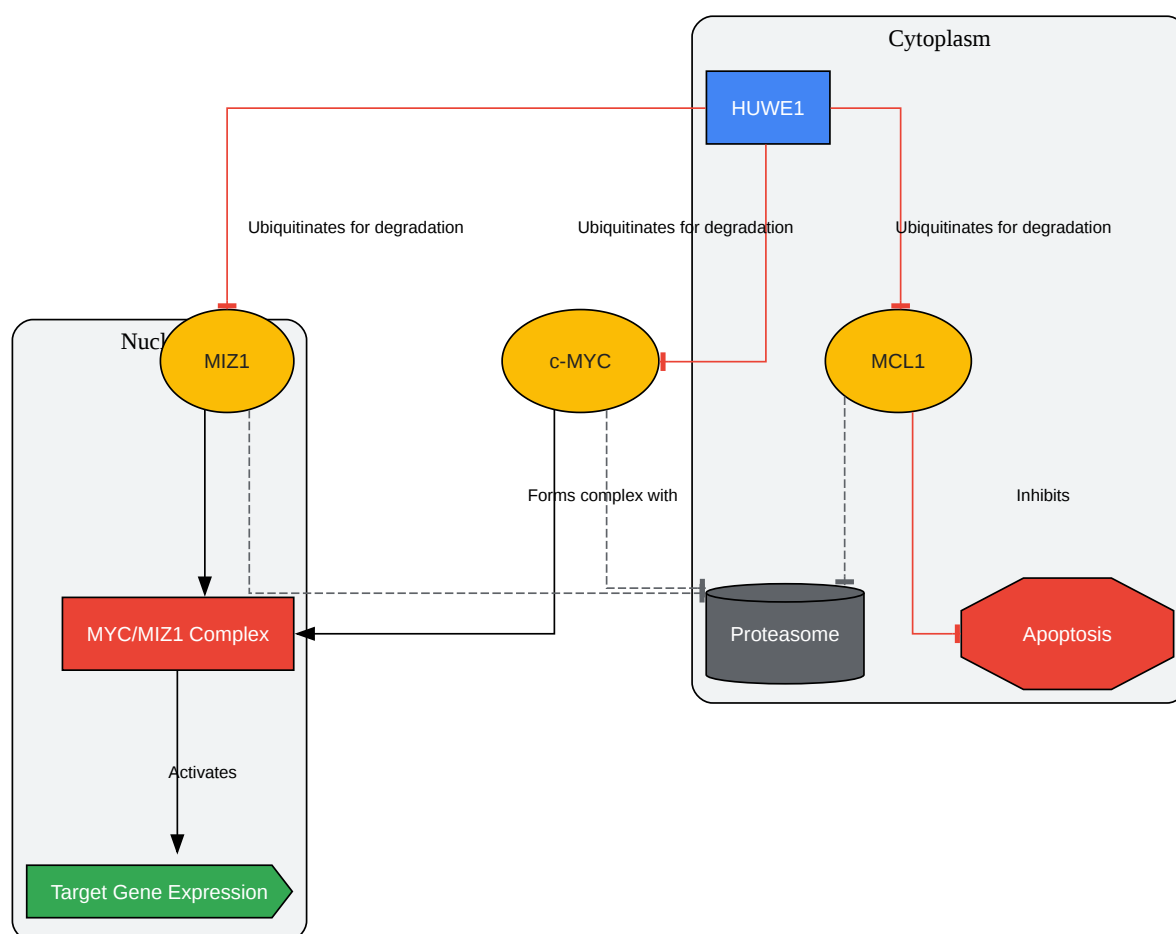 Cytoplasm
HUWE1
Ubiquitinates for degradation
Ubiquitinates for degradation
Ubiquitinates for degradation
MIZ1
c-MYC
MCL1
Forms complex with
Inhibits
MYC/MIZ1 Complex
Proteasome
Apoptosis
Activates
Target Gene Expression